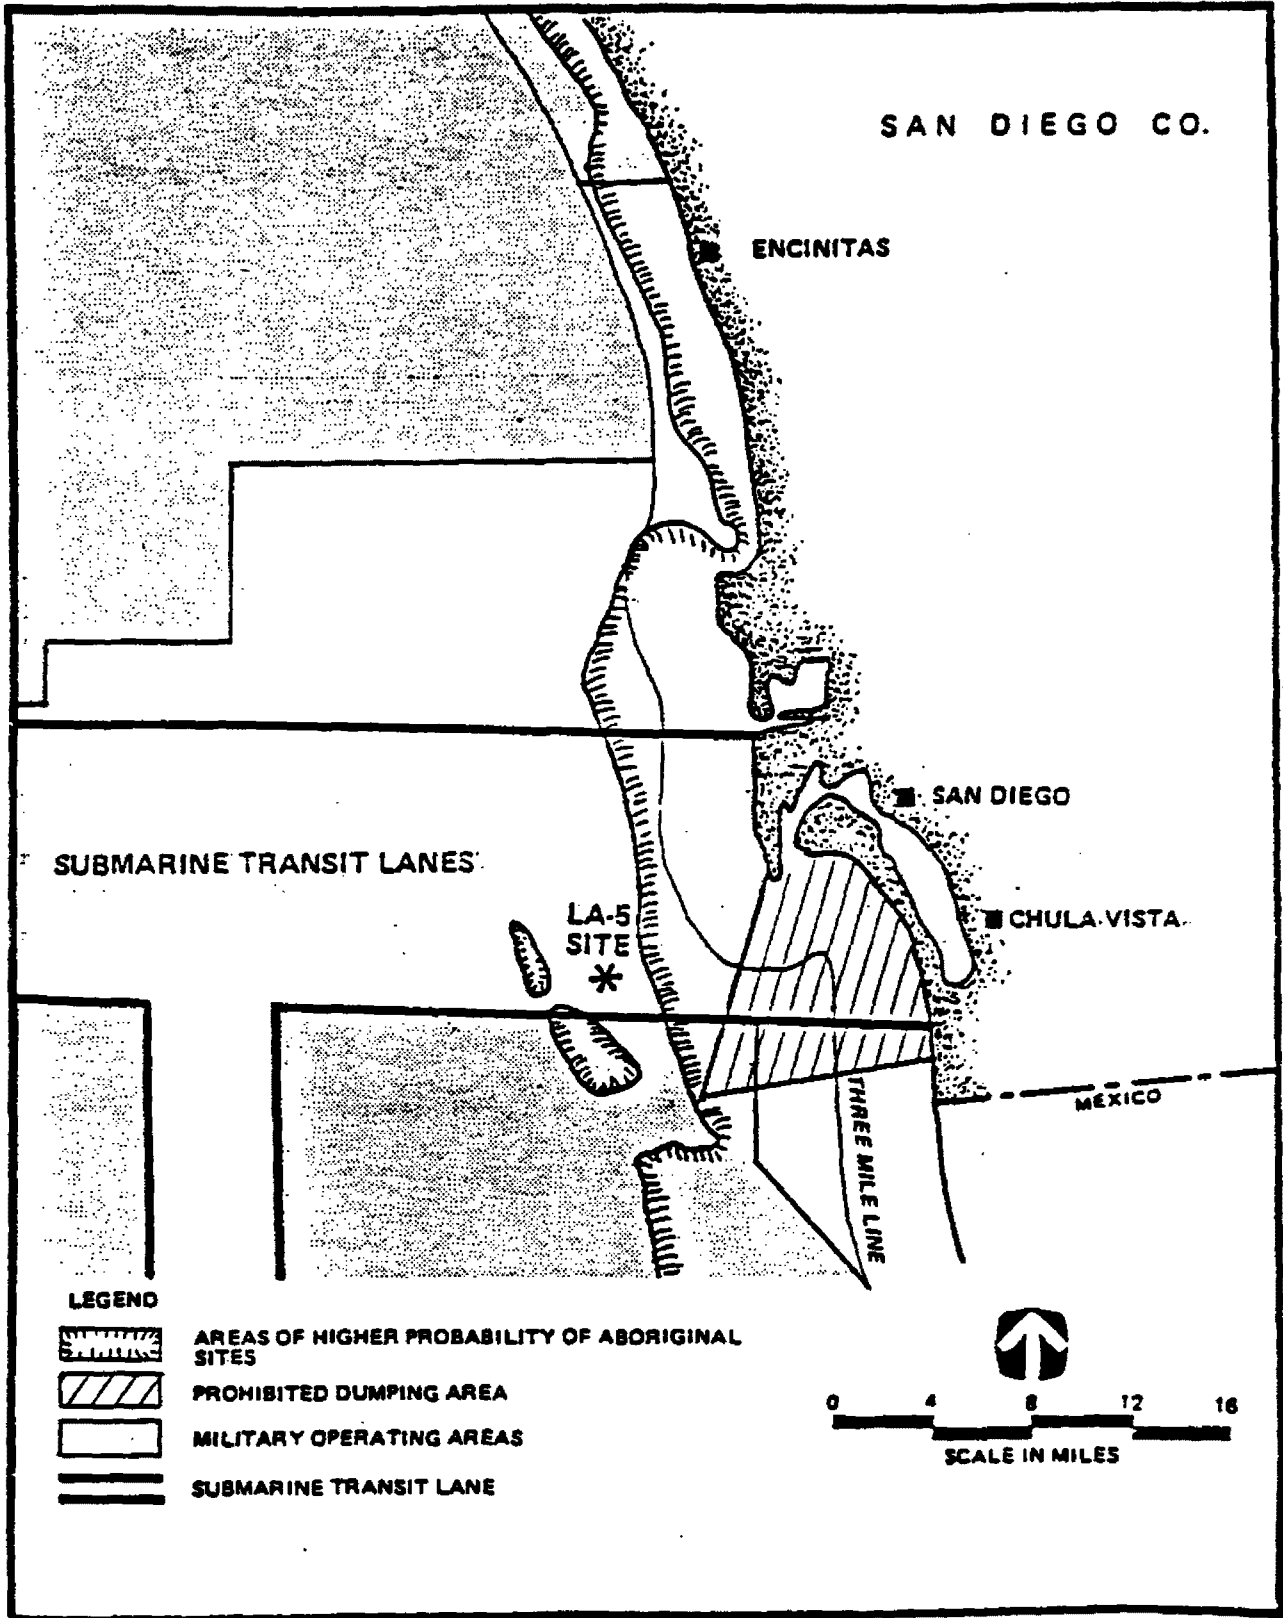 SAN DIEGO CO.
ENCINITAS
SAN DIEGO
SUBMARINE TRANSIT LANES
LA-5
SITE
CHULA VISTA
MEXICO
THREE MILE LINE
LEGEND
AREAS OF HIGHER PROBABILITY OF ABORIGINAL
SITES
PROHIBITED DUMPING AREA
MILITARY OPERATING AREAS
SUBMARINE TRANSIT LANE
0 4 8 12 16
SCALE IN MILES